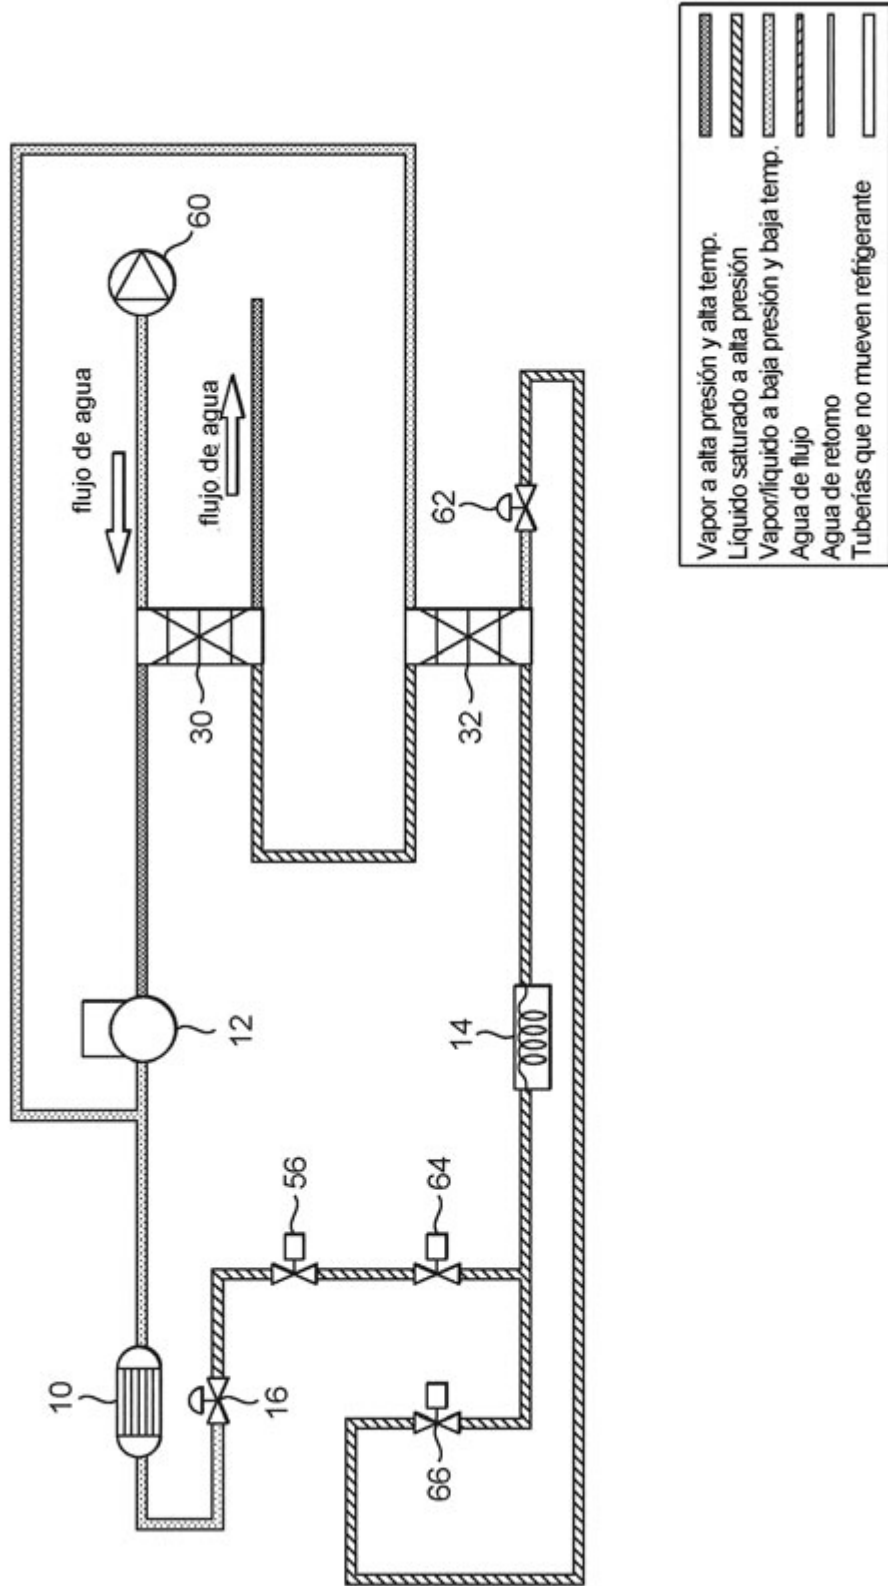 10
flujo de agua
60
30
flujo de agua
12
16
56
66
64
14
32
62
Vapor a alta presión y alta temp.
Líquido saturado a alta presión
Vapor/líquido a baja presión y baja temp.
Agua de flujo
Agua de retomo
Tuberías que no mueven refrigerante